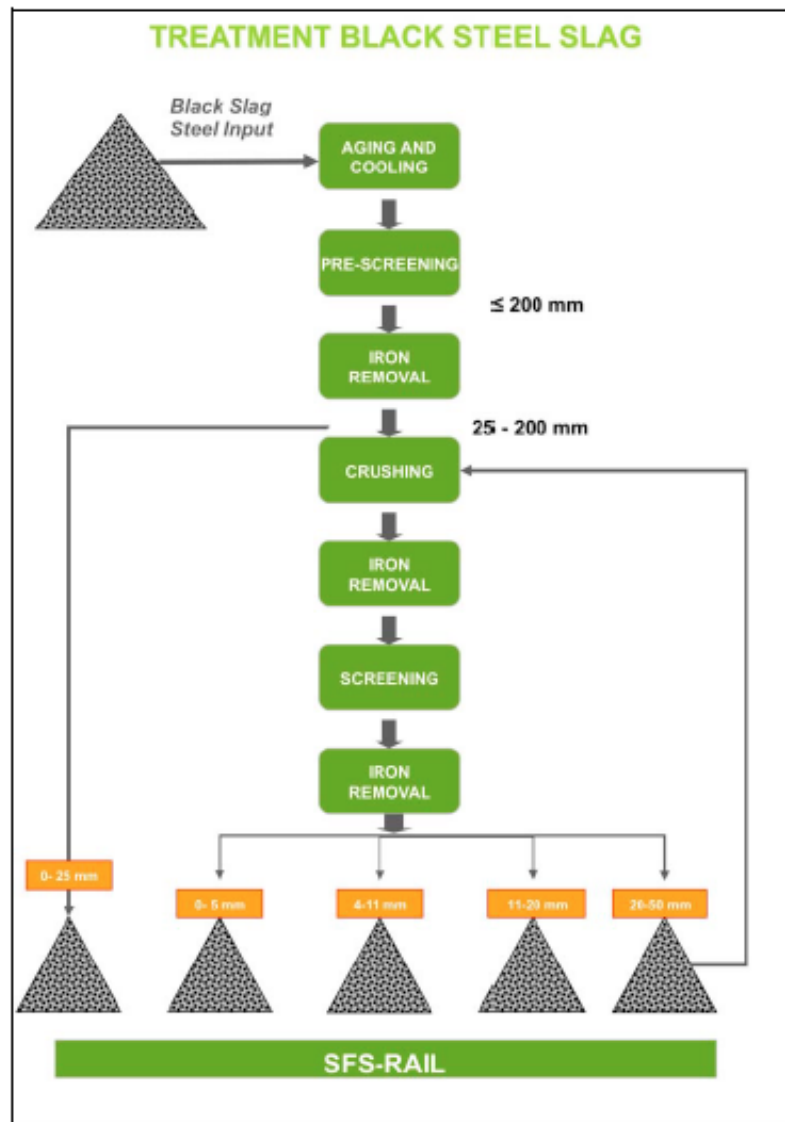 TREATMENT BLACK STEEL SLAG
Black Slag
Steel Input
AGING AND
COOLING
PRE-SCREENING
≤ 200 mm
IRON
REMOVAL
25 - 200 mm
CRUSHING
IRON
REMOVAL
SCREENING
IRON
REMOVAL
0- 25 mm
0- 5 mm
4-11 mm
11-20 mm
20-50 mm
SFS-RAIL